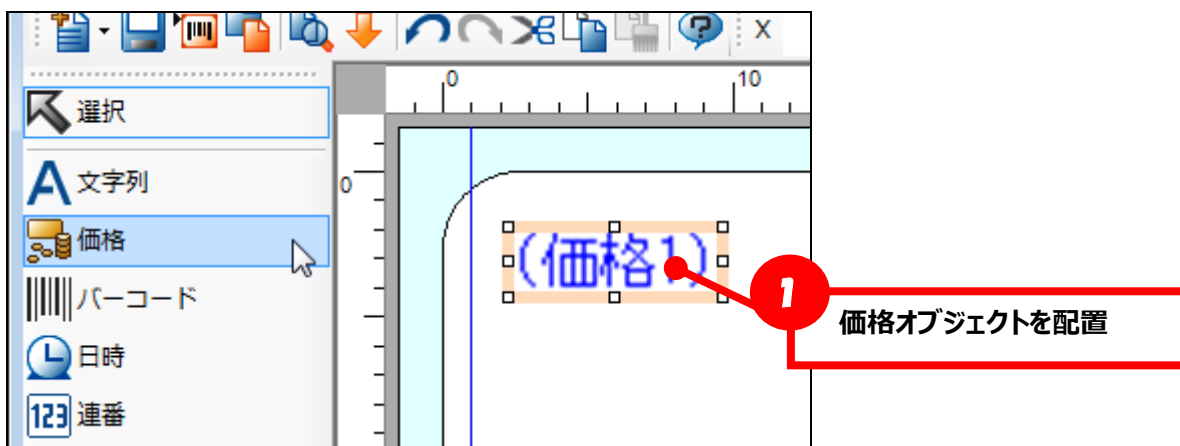 X
0
10
選択
文字列
0
価格
(価格1)
1
価格オブジェクトを配置
バーコード
日時
123 連番